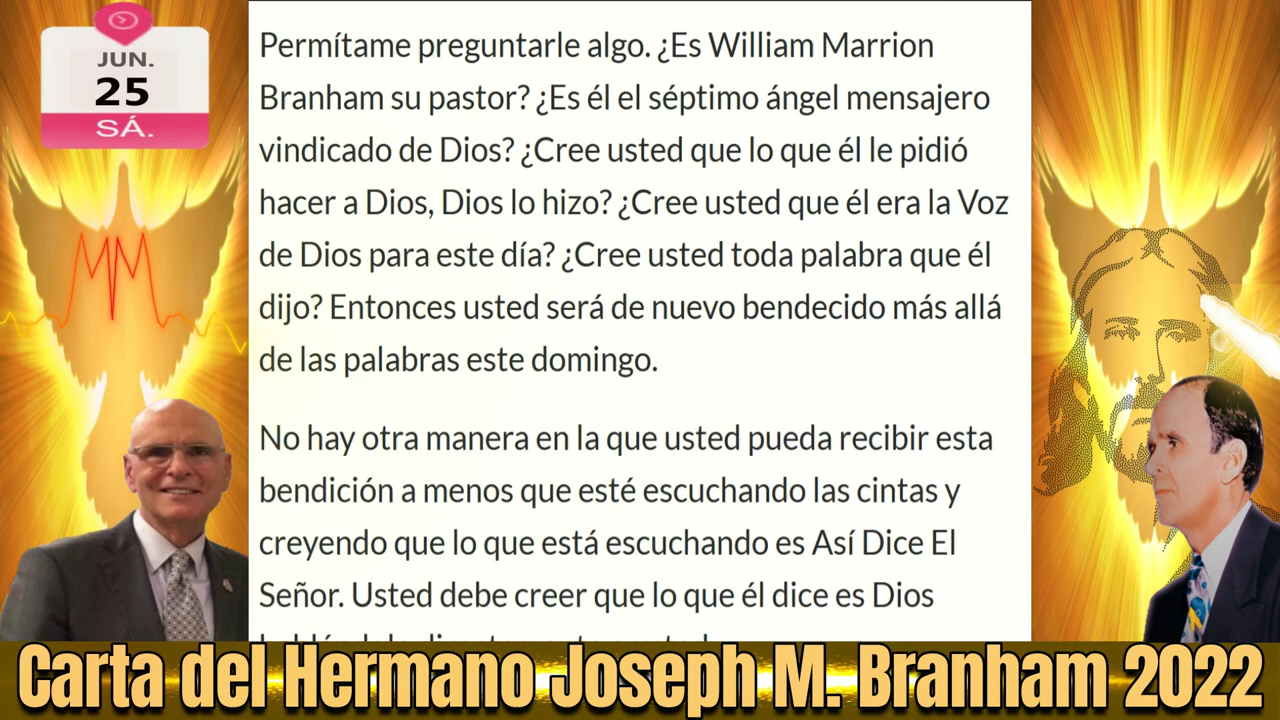 JUN.
25
SÁ.
Permítame preguntarle algo. ¿Es William Marrion
Branham su pastor? ¿Es él el séptimo ángel mensajero
vindicado de Dios? ¿Cree usted que lo que él le pidió
hacer a Dios, Dios lo hizo? ¿Cree usted que él era la Voz
de Dios para este día? ¿Cree usted toda palabra que él
dijo? Entonces usted será de nuevo bendecido más allá
de las palabras este domingo.
No hay otra manera en la que usted pueda recibir esta
bendición a menos que esté escuchando las cintas y
creyendo que lo que está escuchando es Así Dice El
Señor. Usted debe creer que lo que él dice es Dios
Carta del Hermano Joseph M. Branham 2022